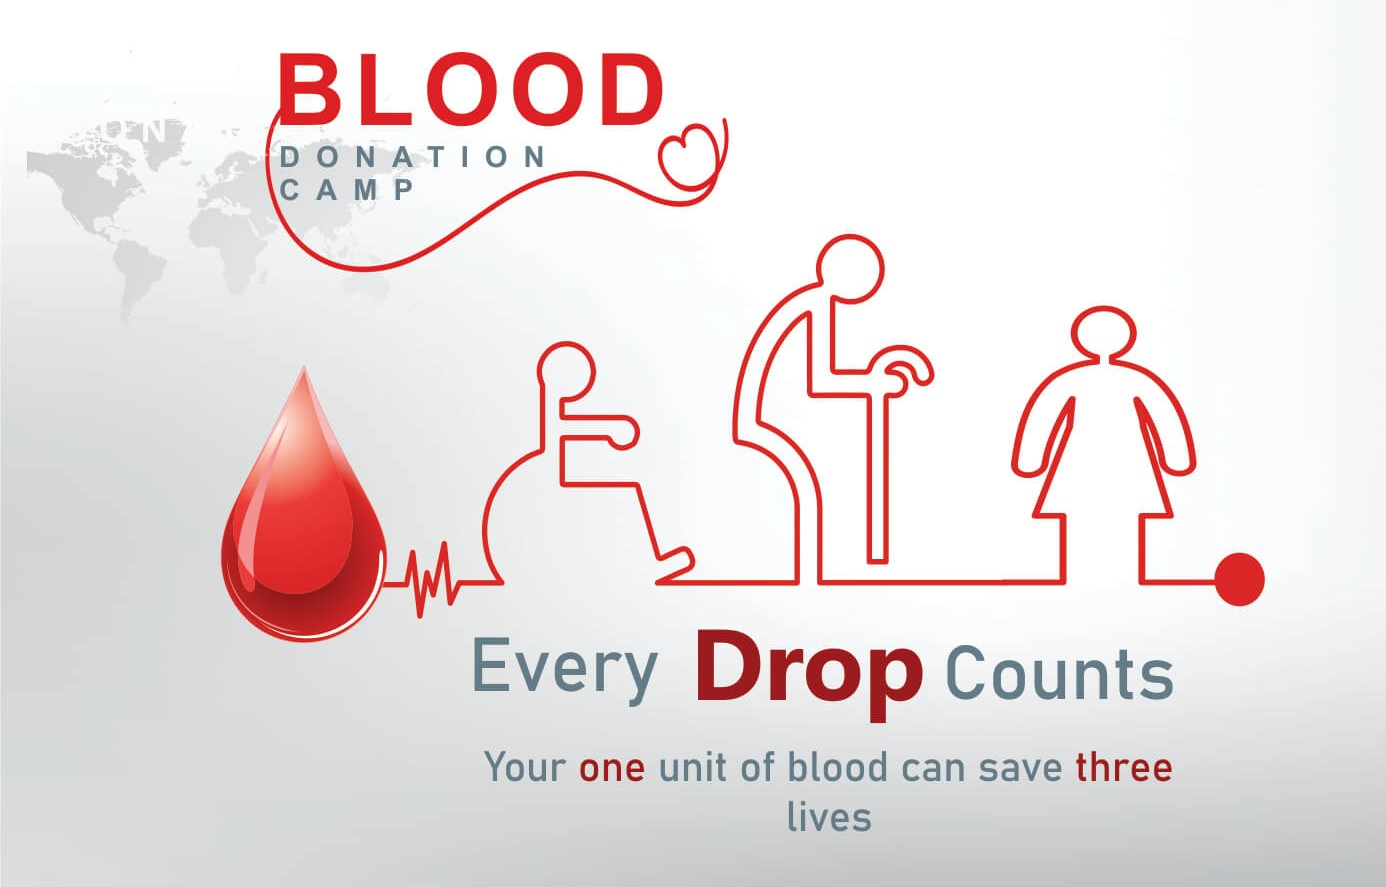 BLOOD
DONATION
CAMP
Every Drop Counts
Your one unit of blood can save three
lives